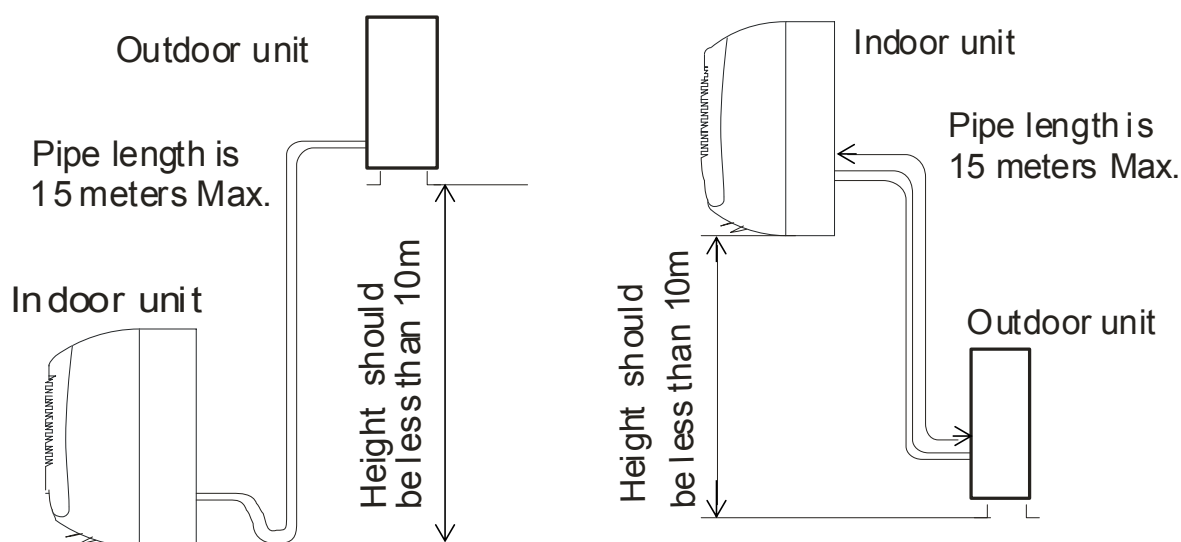 Outdoor unit
Pipe length is
15 meters Max.
Indoor unit
Height should
be less than 10m
Indoor unit
Pipe length is
15 meters Max.
Height should
be less than 10m
Outdoor unit